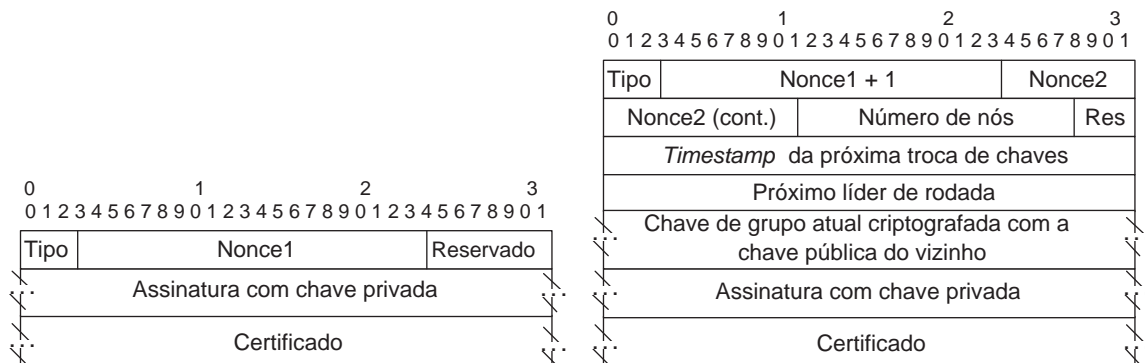 0 1 2 3
0 1 2 3 4 5 6 7 8 9 0 1 2 3 4 5 6 7 8 9 0 1 2 3 4 5 6 7 8 9 0 1
Tipo Nonce1 Reservado
... Assinatura com chave privada ...
... Certificado ...
0 1 2 3
0 1 2 3 4 5 6 7 8 9 0 1 2 3 4 5 6 7 8 9 0 1 2 3 4 5 6 7 8 9 0 1
Tipo Nonce1 + 1 Nonce2
Nonce2 (cont.) Número de nós Res
Timestamp da próxima troca de chaves
Próximo líder de rodada
Chave de grupo atual criptografada com a
... chave pública do vizinho ...
... Assinatura com chave privada ...
... Certificado ...